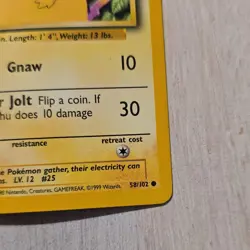 n. Length: 1' 4", Weight: 13 lbs.
Gnaw 10
Jolt Flip a coin. If
hu does 10 damage 30
resistance retreat cost
e Pokémon gather, their electricity can
s. LV. 12 #25
Nintendo, Creatures, GAMEFREAK. ©1999 Wizards. 58/102 ●